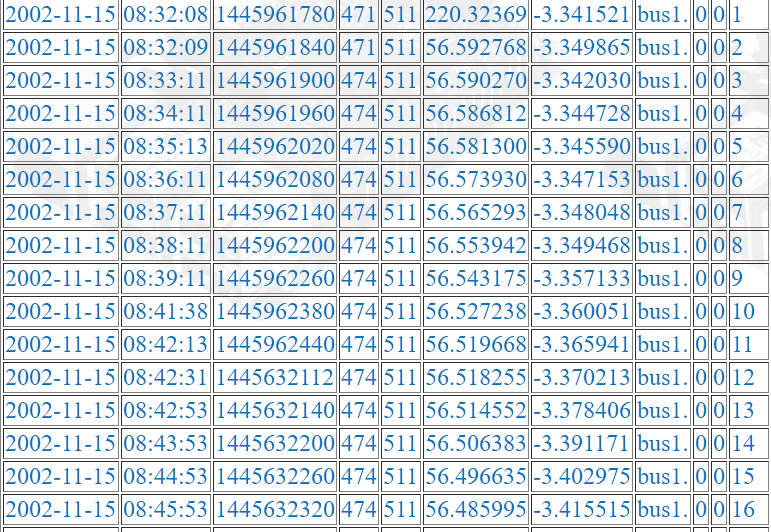 2002-11-15 08:32:08 1445961780 471 511 220.32369 -3.341521 bus1. 0 0 1
2002-11-15 08:32:09 1445961840 471 511 56.592768 -3.349865 bus1. 0 0 2
2002-11-15 08:33:11 1445961900 474 511 56.590270 -3.342030 bus1. 0 0 3
2002-11-15 08:34:11 1445961960 474 511 56.586812 -3.344728 bus1. 0 0 4
2002-11-15 08:35:13 1445962020 474 511 56.581300 -3.345590 bus1. 0 0 5
2002-11-15 08:36:11 1445962080 474 511 56.573930 -3.347153 bus1. 0 0 6
2002-11-15 08:37:11 1445962140 474 511 56.565293 -3.348048 bus1. 0 0 7
2002-11-15 08:38:11 1445962200 474 511 56.553942 -3.349468 bus1. 0 0 8
2002-11-15 08:39:11 1445962260 474 511 56.543175 -3.357133 bus1. 0 0 9
2002-11-15 08:41:38 1445962380 474 511 56.527238 -3.360051 bus1. 0 0 10
2002-11-15 08:42:13 1445962440 474 511 56.519668 -3.365941 bus1. 0 0 11
2002-11-15 08:42:31 1445632112 474 511 56.518255 -3.370213 bus1. 0 0 12
2002-11-15 08:42:53 1445632140 474 511 56.514552 -3.378406 bus1. 0 0 13
2002-11-15 08:43:53 1445632200 474 511 56.506383 -3.391171 bus1. 0 0 14
2002-11-15 08:44:53 1445632260 474 511 56.496635 -3.402975 bus1. 0 0 15
2002-11-15 08:45:53 1445632320 474 511 56.485995 -3.415515 bus1. 0 0 16